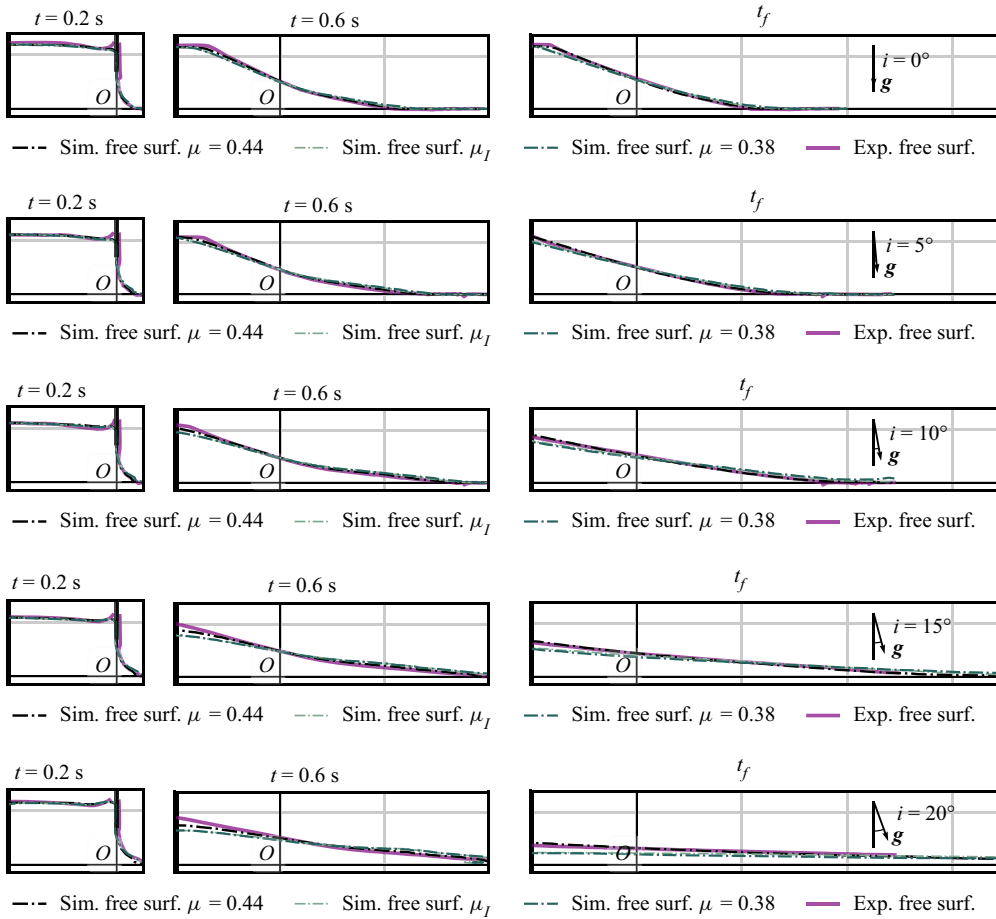 t = 0.2 s t = 0.6 s t_f
O O O i = 0° g
Sim. free surf. μ = 0.44 Sim. free surf. μ_I Sim. free surf. μ = 0.38 Exp. free surf.
t = 0.2 s t = 0.6 s t_f
O O O i = 5° g
Sim. free surf. μ = 0.44 Sim. free surf. μ_I Sim. free surf. μ = 0.38 Exp. free surf.
t = 0.2 s t = 0.6 s t_f
O O O i = 10° g
Sim. free surf. μ = 0.44 Sim. free surf. μ_I Sim. free surf. μ = 0.38 Exp. free surf.
t = 0.2 s t = 0.6 s t_f
O O O i = 15° g
Sim. free surf. μ = 0.44 Sim. free surf. μ_I Sim. free surf. μ = 0.38 Exp. free surf.
t = 0.2 s t = 0.6 s t_f
O O O i = 20° g
Sim. free surf. μ = 0.44 Sim. free surf. μ_I Sim. free surf. μ = 0.38 Exp. free surf.